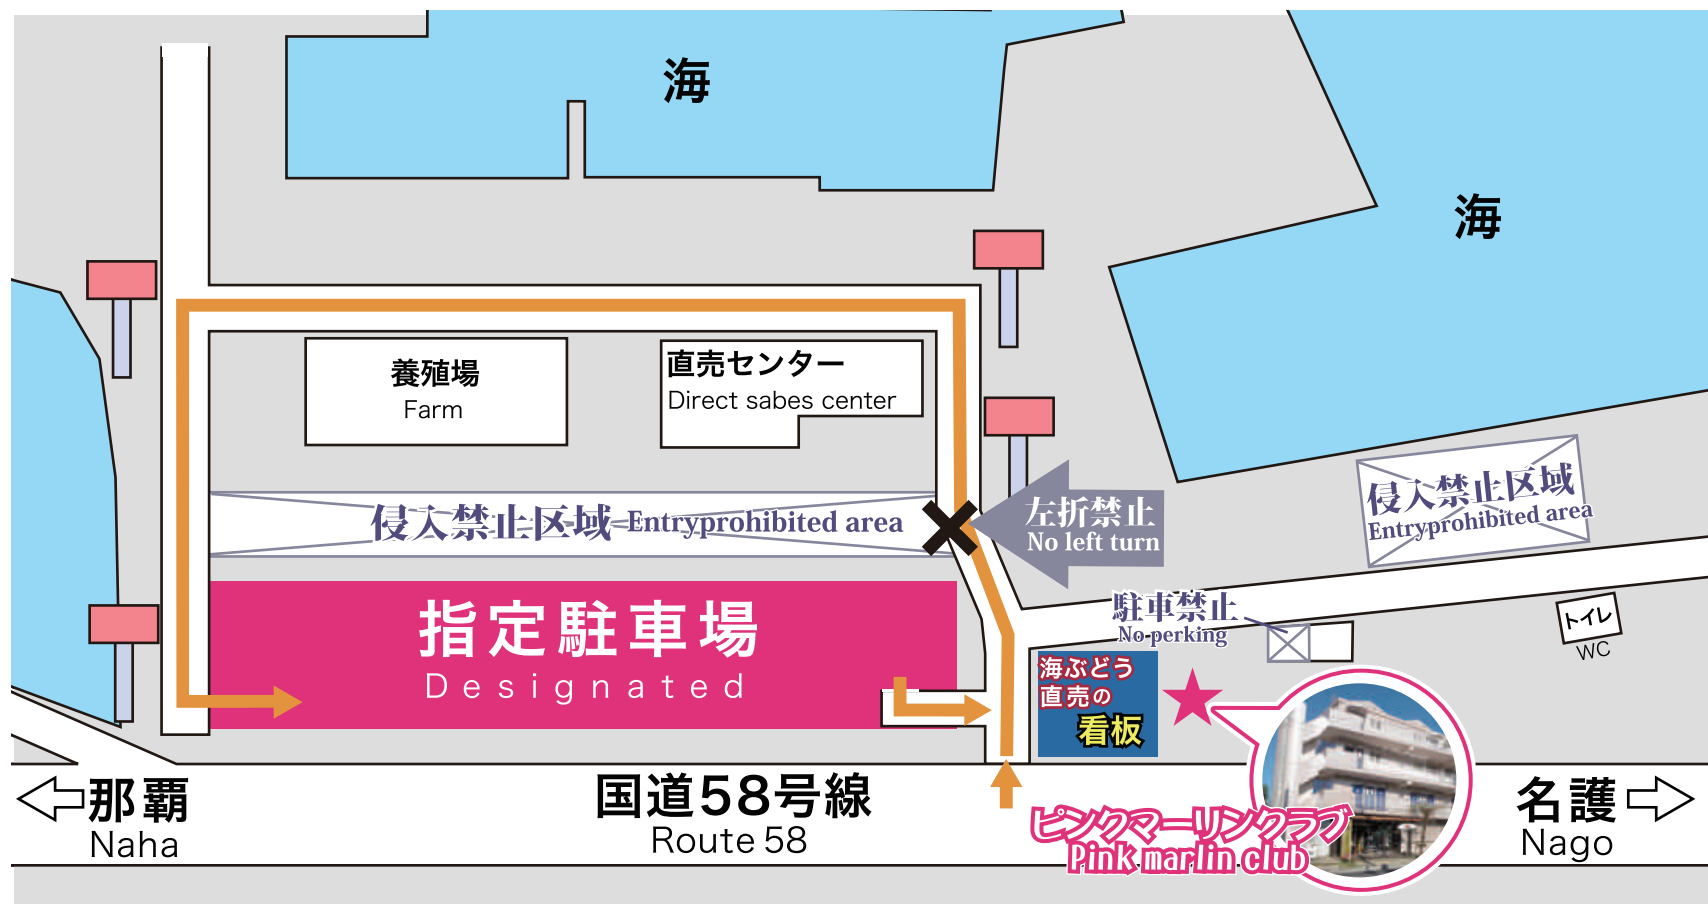 海
海
養殖場
Farm
直売センター
Direct sabes center
侵入禁止区域 Entryprohibited area
左折禁止
No left turn
侵入禁止区域
Entryprohibited area
指定駐車場
Designated
駐車禁止
No perking
トイレ
WC
海ぶどう
直売の
看板
那覇
Naha
国道58号線
Route 58
ピンクマーリンクラブ
Pink marlin club
名護
Nago